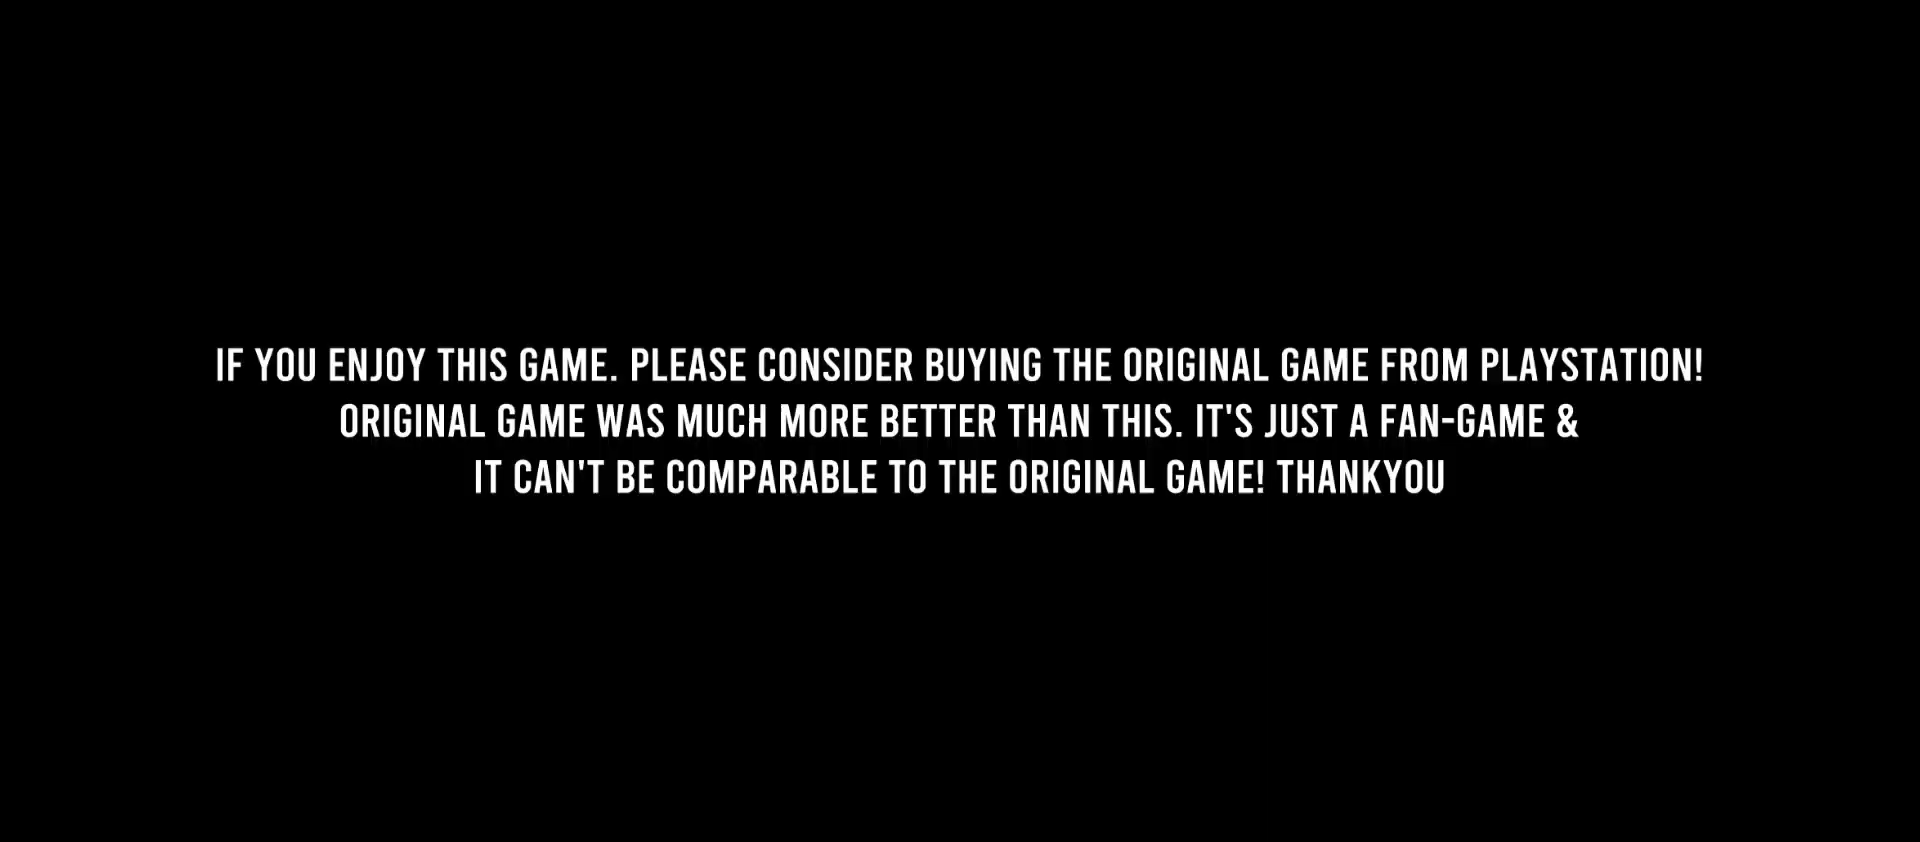 IF YOU ENJOY THIS GAME. PLEASE CONSIDER BUYING THE ORIGINAL GAME FROM PLAYSTATION!
ORIGINAL GAME WAS MUCH MORE BETTER THAN THIS. IT'S JUST A FAN-GAME &
IT CAN'T BE COMPARABLE TO THE ORIGINAL GAME! THANKYOU